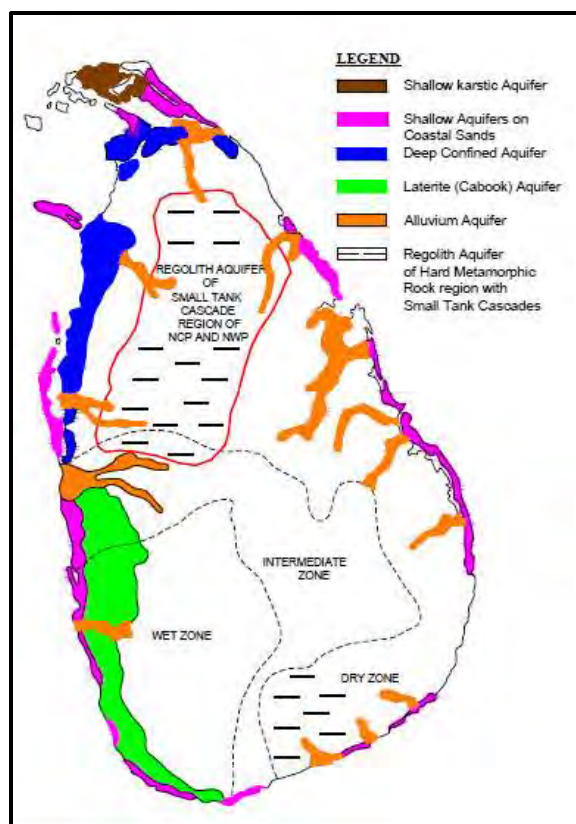 LEGEND
Shallow karstic Aquifer
Shallow Aquifers on
Coastal Sands
Deep Confined Aquifer
Laterite (Cabook) Aquifer
Alluvium Aquifer
Regolith Aquifer
of Hard Metamorphic
Rock region with
Small Tank Cascades
REGOLITH AQUIFER
OF
SMALL TANK
CASCADE
REGION OF
NCP AND NWP
INTERMEDIATE
ZONE
WET ZONE
DRY ZONE